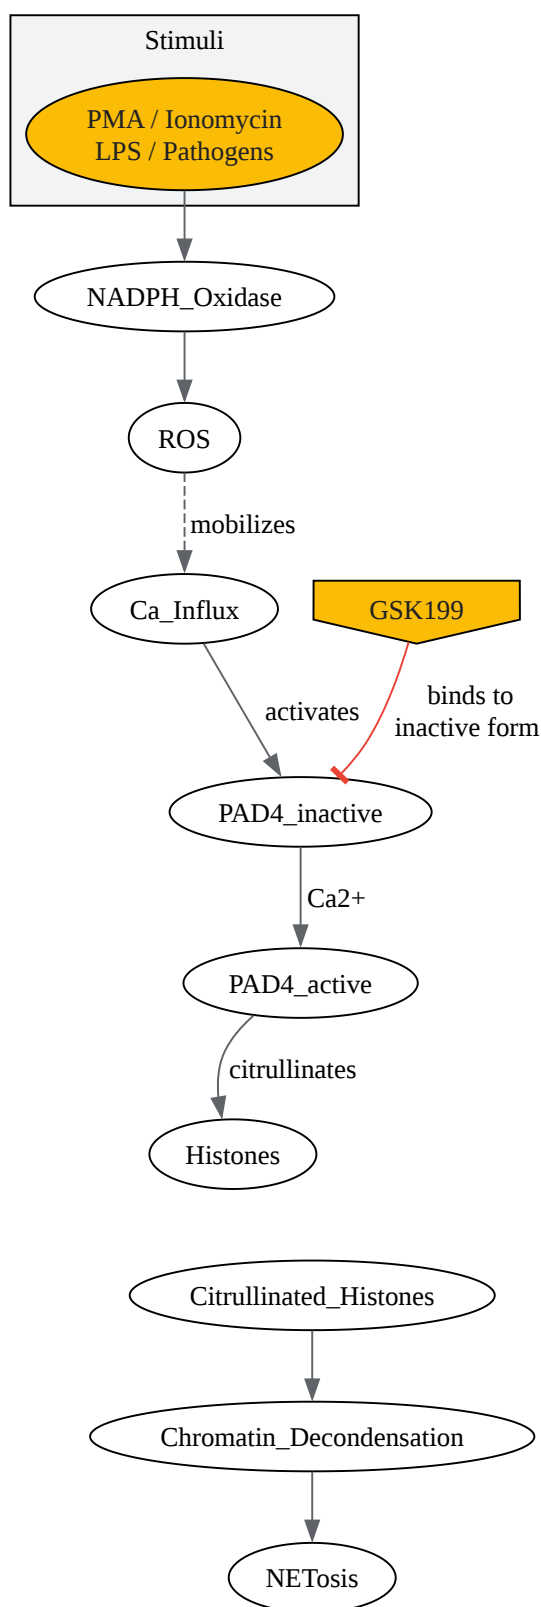 Stimuli
PMA / Ionomycin
LPS / Pathogens
NADPH_Oxidase
ROS
mobilizes
Ca_Influx
GSK199
activates
binds to
inactive form
PAD4_inactive
Ca2+
PAD4_active
citrullinates
Histones
Citrullinated_Histones
Chromatin_Decondensation
NETosis